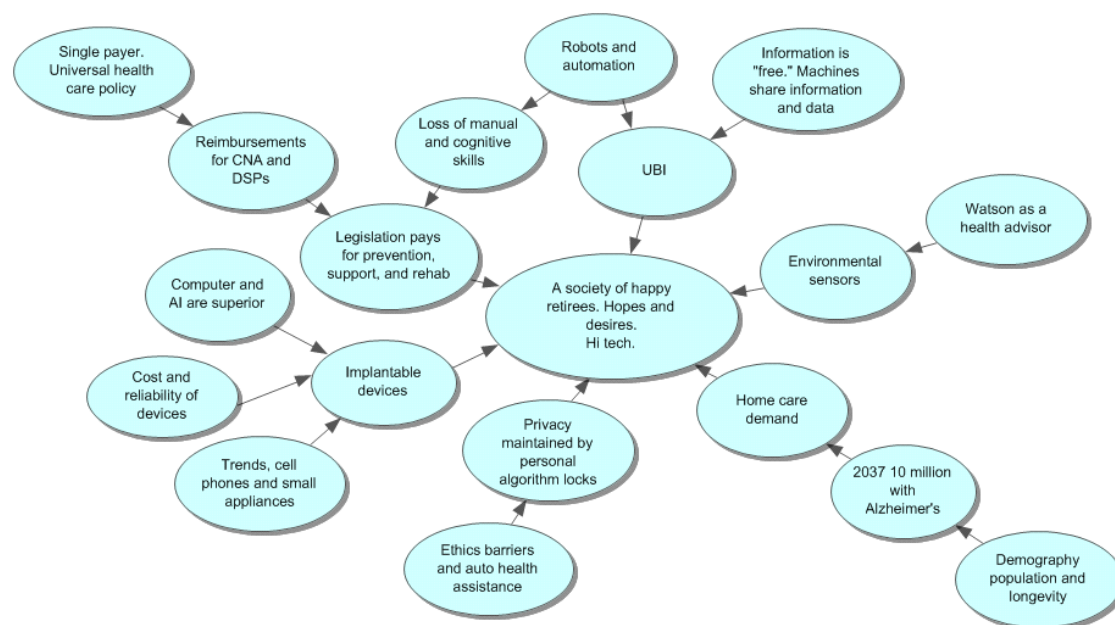 Single payer.
Universal health
care policy
Robots and
automation
Information is
"free." Machines
share information
and data
Reimbursements
for CNA and
DSPs
Loss of manual
and cognitive
skills
UBI
Watson as a
health advisor
Legislation pays
for prevention,
support, and rehab
Environmental
sensors
Computer and
AI are superior
A society of happy
retirees. Hopes and
desires.
Hi tech.
Cost and
reliability of
devices
Implantable
devices
Home care
demand
Privacy
maintained by
personal
algorithm locks
Trends, cell
phones and small
appliances
2037 10 million
with
Alzheimer's
Ethics barriers
and auto health
assistance
Demography
population and
longevity